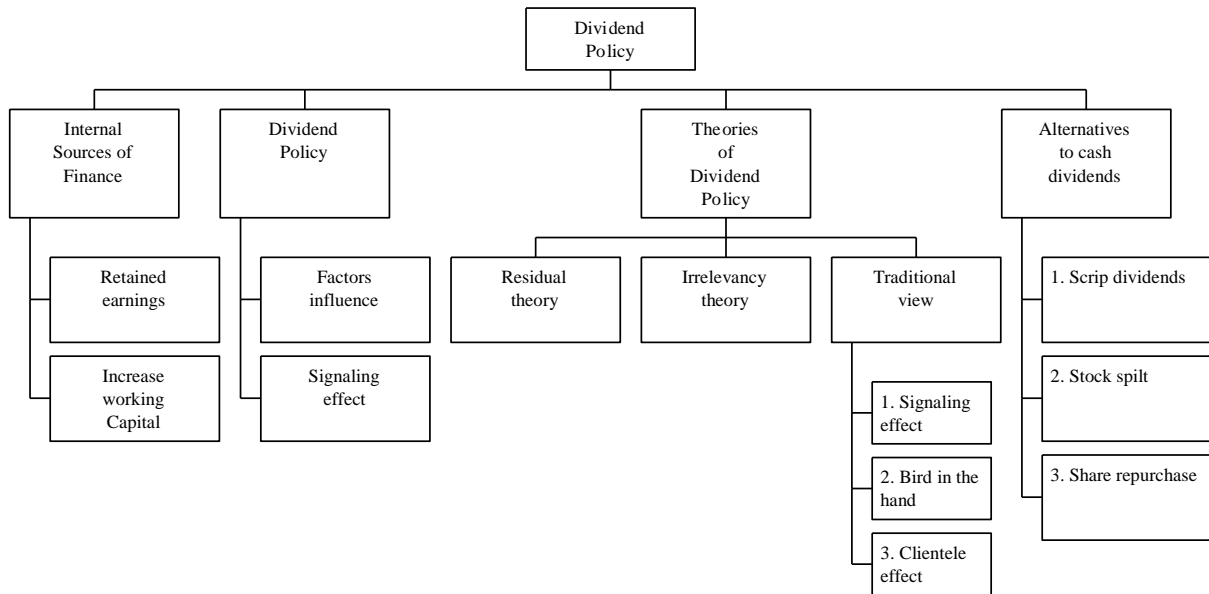 Dividend
Policy
Internal
Sources of
Finance
Dividend
Policy
Theories
of
Dividend
Policy
Alternatives
to cash
dividends
Retained
earnings
Increase
working
Capital
Factors
influence
Signaling
effect
Residual
theory
Irrelevancy
theory
Traditional
view
1. Signaling
effect
2. Bird in the
hand
3. Clientele
effect
1. Scrip dividends
2. Stock spilt
3. Share repurchase